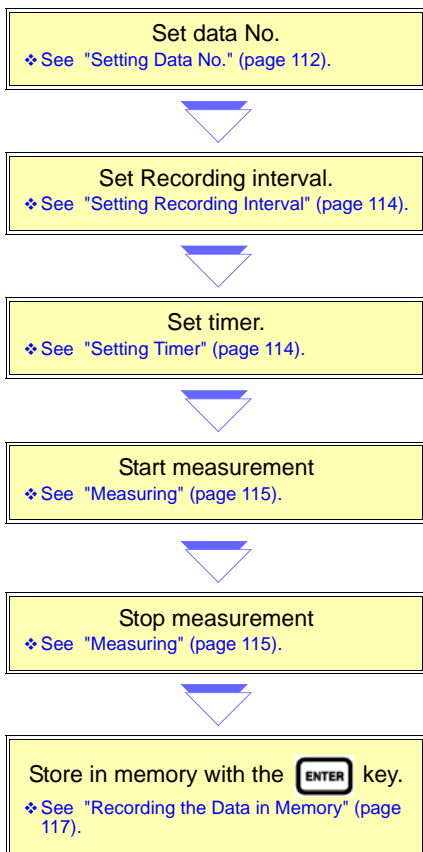 Set data No.
❖ See "Setting Data No." (page 112).
Set Recording interval.
❖ See "Setting Recording Interval" (page 114).
Set timer.
❖ See "Setting Timer" (page 114).
Start measurement
❖ See "Measuring" (page 115).
Stop measurement
❖ See "Measuring" (page 115).
Store in memory with the ENTER key.
❖ See "Recording the Data in Memory" (page
117).